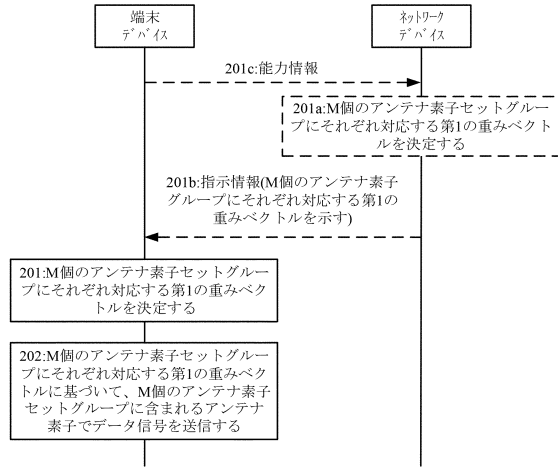 端末
ﾃﾞﾊﾞｲｽ
ﾈｯﾄﾜｰｸ
ﾃﾞﾊﾞｲｽ
201c:能力情報
201a:M個のアンテナ素子セットグルー
プにそれぞれ対応する第1の重みベクト
ルを決定する
201b:指示情報(M個のアンテナ素子
グループにそれぞれ対応する第1の
重みベクトルを示す)
201:M個のアンテナ素子セットグルー
プにそれぞれ対応する第1の重みベク
トルを決定する
202:M個のアンテナ素子セットグルー
プにそれぞれ対応する第1の重みベク
トルに基づいて、M個のアンテナ素子
セットグループに含まれるアンテナ
素子でデータ信号を送信する